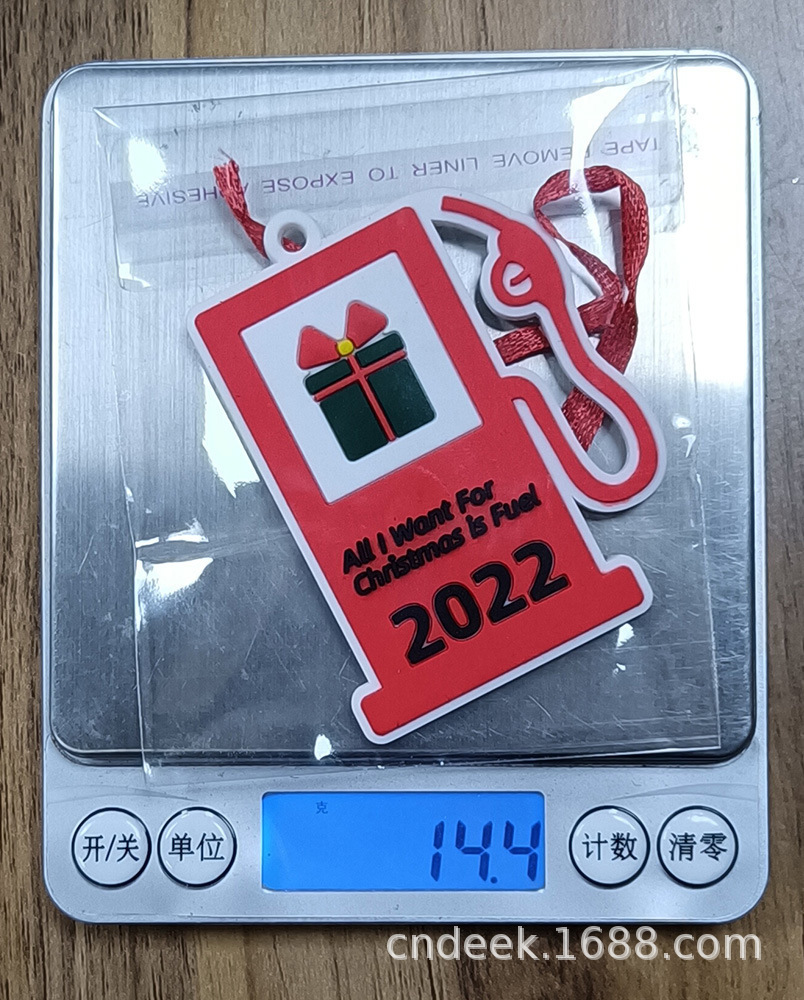 TAPE REMOVE LINER TO EXPOSE ADHESIVE
All I Want For
Christmas is Fuel
2022
克
14.4
开/关
单位
计数
清零
cndeek.1688.com